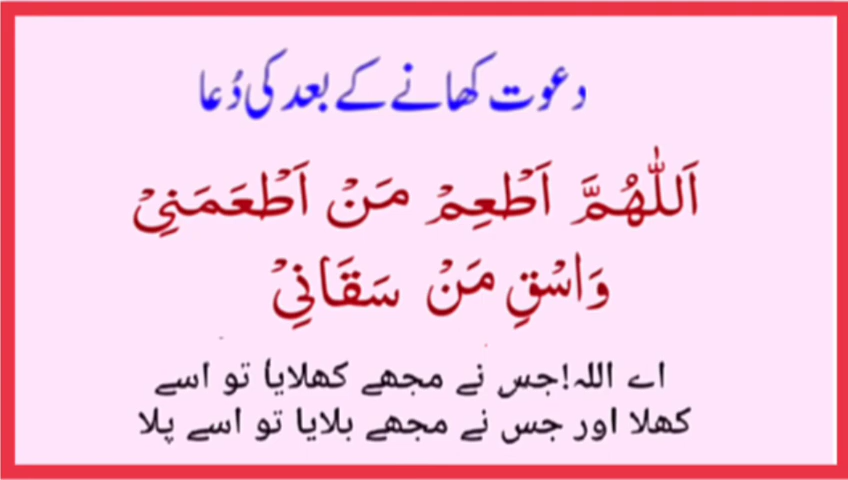 دعوت کھانے کے بعد کی دُعا
اَللّٰهُمَّ اَطْعِمْ مَنْ اَطْعَمَنِیْ
وَاسْقِ مَنْ سَقَانِیْ
اے اللہ!جس نے مجھے کھلایا تو اسے
کھلا اور جس نے مجھے بلایا تو اسے پلا